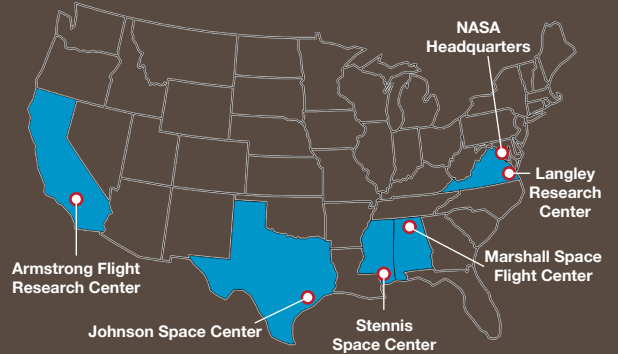 NASA
Headquarters
Langley
Research
Center
Marshall Space
Flight Center
Armstrong Flight
Research Center
Johnson Space Center
Stennis
Space Center